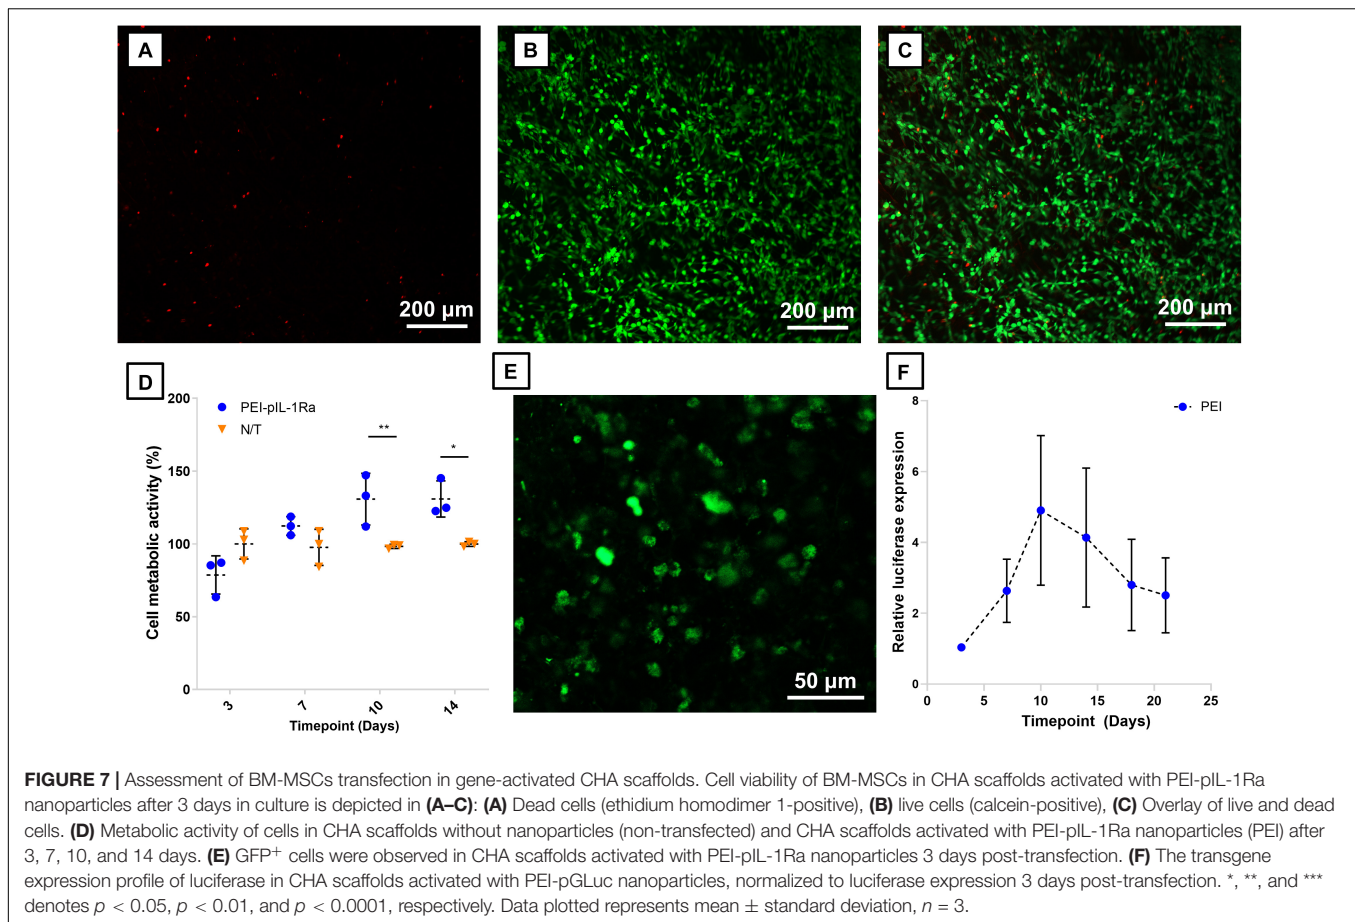 A
B
C
200 µm
200 µm
200 µm
D
200
150
100
50
0
Cell metabolic activity (%)
PEI-pIL-1Ra
N/T
**
*
3
7
10
14
Timepoint (Days)
E
50 µm
F
8
6
4
2
0
Relative luciferase expression
PEI
0
5
10
15
20
25
Timepoint (Days)
FIGURE 7 | Assessment of BM-MSCs transfection in gene-activated CHA scaffolds. Cell viability of BM-MSCs in CHA scaffolds activated with PEI-pIL-1Ra
nanoparticles after 3 days in culture is depicted in (A–C): (A) Dead cells (ethidium homodimer 1-positive), (B) live cells (calcein-positive), (C) Overlay of live and dead
cells. (D) Metabolic activity of cells in CHA scaffolds without nanoparticles (non-transfected) and CHA scaffolds activated with PEI-pIL-1Ra nanoparticles (PEI) after
3, 7, 10, and 14 days. (E) GFP+ cells were observed in CHA scaffolds activated with PEI-pIL-1Ra nanoparticles 3 days post-transfection. (F) The transgene
expression profile of luciferase in CHA scaffolds activated with PEI-pGLuc nanoparticles, normalized to luciferase expression 3 days post-transfection. *, **, and ***
denotes p < 0.05, p < 0.01, and p < 0.0001, respectively. Data plotted represents mean ± standard deviation, n = 3.